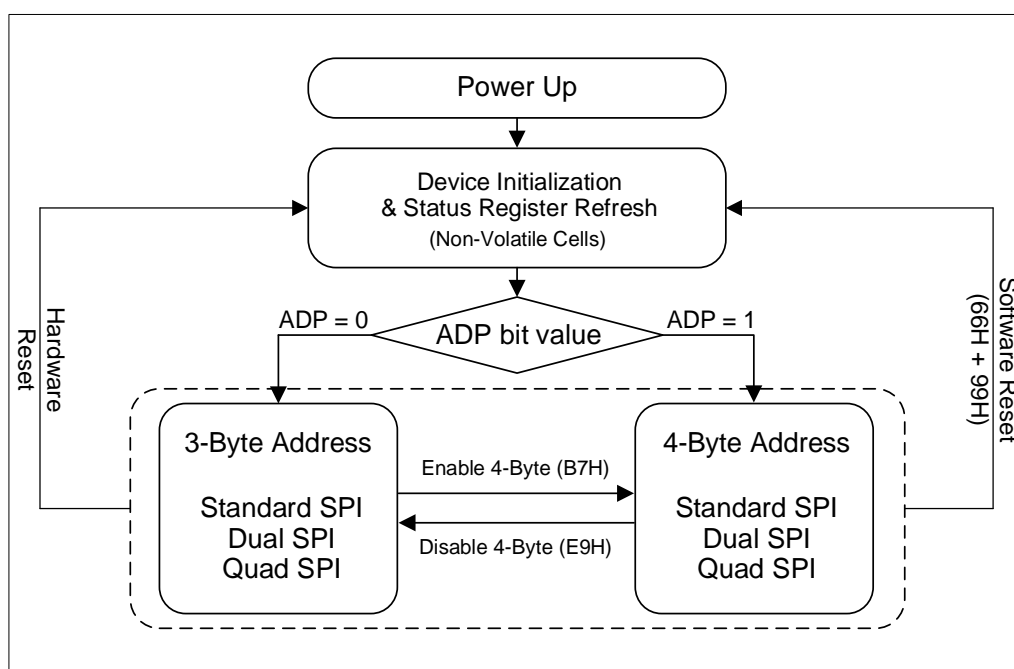 Power Up
Device Initialization
& Status Register Refresh
(Non-Volatile Cells)
Hardware
Reset
Software Reset
(66H + 99H)
ADP = 0
ADP bit value
ADP = 1
3-Byte Address
Standard SPI
Dual SPI
Quad SPI
Enable 4-Byte (B7H)
Disable 4-Byte (E9H)
4-Byte Address
Standard SPI
Dual SPI
Quad SPI